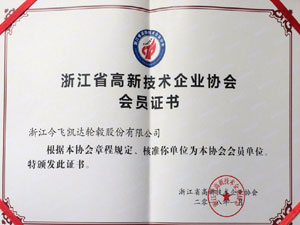 浙江省高新技术企业协会
会员证书
浙江今飞凯达轮毂股份有限公司
根据本协会章程规定、核准你单位为本协会会员单位,
特颁发此证书。
浙江省高新技术企业协会